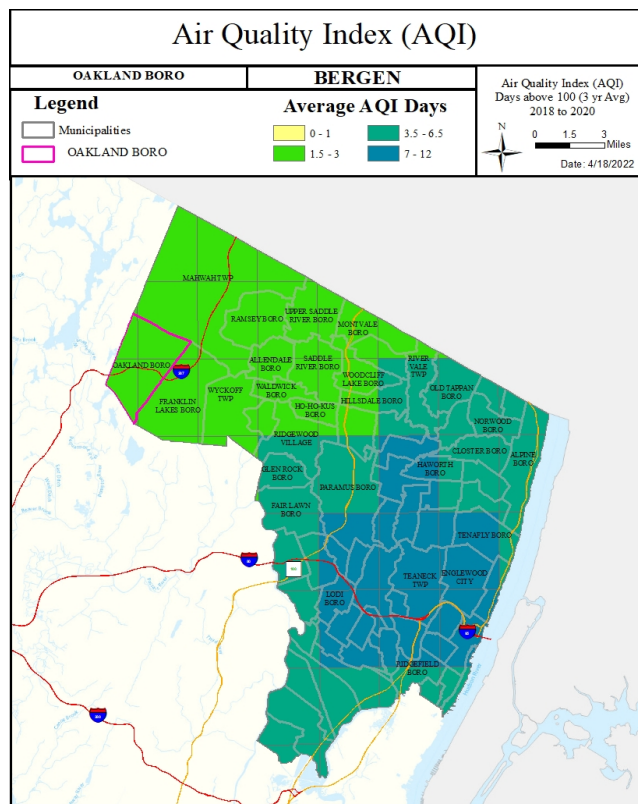 Air Quality Index (AQI)
OAKLAND BORO
BERGEN
Legend
Municipalities
OAKLAND BORO
Average AQI Days
0 - 1
1.5 - 3
3.5 - 6.5
7 - 12
Air Quality Index (AQI)
Days above 100 (3 yr Avg)
2018 to 2020
N
0 1.5 3
Miles
Date: 4/18/2022
MAHWAH TWP
RAMSEY BORO
UPPER SADDLE
RIVER BORO
MONTVALE
BORO
OAKLAND BORO
287
ALLENDALE
BORO
SADDLE
RIVER BORO
WOODCLIFF
LAKE BORO
RIVER
VALE
TWP
OLD TAPPAN
BORO
FRANKLIN
LAKES BORO
WYCKOFF
TWP
WALDWICK
BORO
HO-HO-KUS
BORO
HILLSDALE BORO
NORWOOD
BORO
RIDGEWOOD
VILLAGE
CLOSTER BORO
ALPINE
BORO
GLEN ROCK
BORO
PARAMUS BORO
HAWORTH
BORO
FAIR LAWN
BORO
TENAFLY BORO
80
LODI
BORO
TEANECK
TWP
ENGLEWOOD
CITY
RIDGEFIELD
BORO